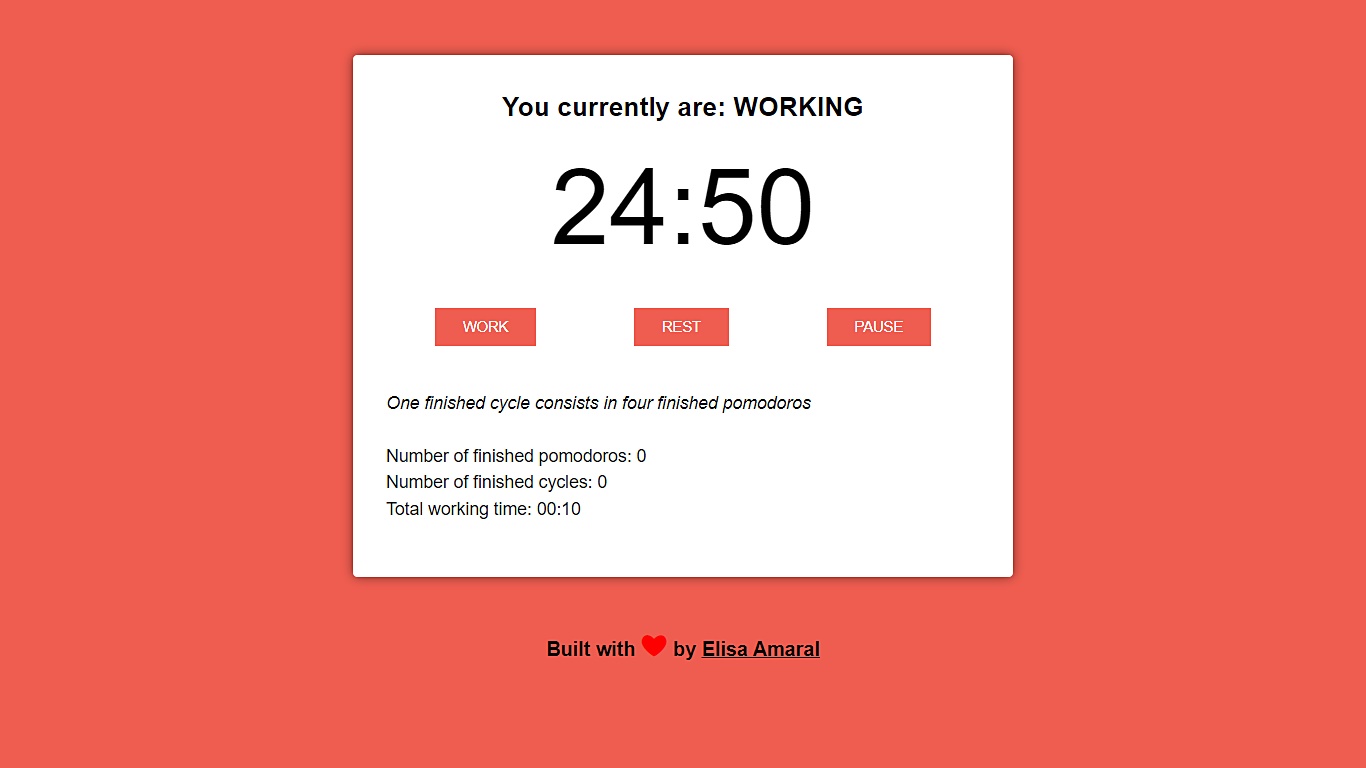 You currently are: WORKING
24:50
WORK
REST
PAUSE
One finished cycle consists in four finished pomodoros
Number of finished pomodoros: 0
Number of finished cycles: 0
Total working time: 00:10
Built with ❤ by Elisa Amaral